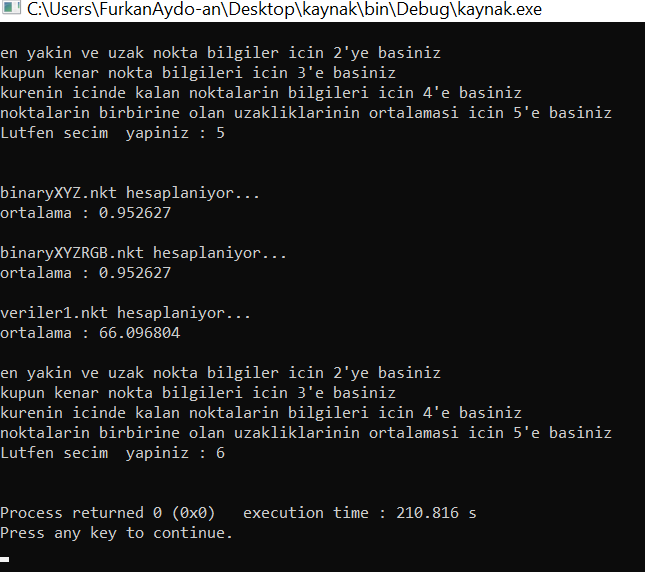 C:\Users\FurkanAydo-an\Desktop\kaynak\bin\Debug\kaynak.exe
en yakin ve uzak nokta bilgiler icin 2'ye basiniz
kupun kenar nokta bilgileri icin 3'e basiniz
kurenin icinde kalan noktalarin bilgileri icin 4'e basiniz
noktalarin birbirine olan uzakliklarinin ortalamasi icin 5'e basiniz
Lutfen secim  yapiniz : 5
binaryXYZ.nkt hesaplaniyor...
ortalama : 0.952627
binaryXYZRGB.nkt hesaplaniyor...
ortalama : 0.952627
veriler1.nkt hesaplaniyor...
ortalama : 66.096804
en yakin ve uzak nokta bilgiler icin 2'ye basiniz
kupun kenar nokta bilgileri icin 3'e basiniz
kurenin icinde kalan noktalarin bilgileri icin 4'e basiniz
noktalarin birbirine olan uzakliklarinin ortalamasi icin 5'e basiniz
Lutfen secim  yapiniz : 6
Process returned 0 (0x0)   execution time : 210.816 s
Press any key to continue.